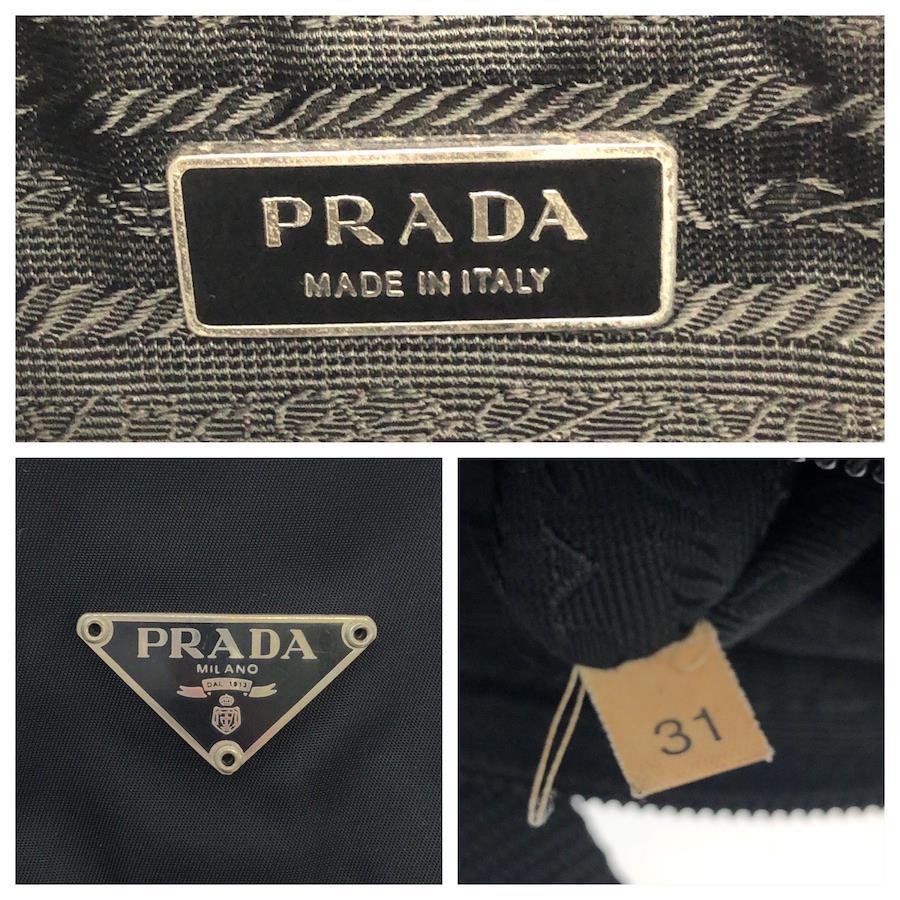 PRADA
MADE IN ITALY
PRADA
MILANO
DAL 1913
31